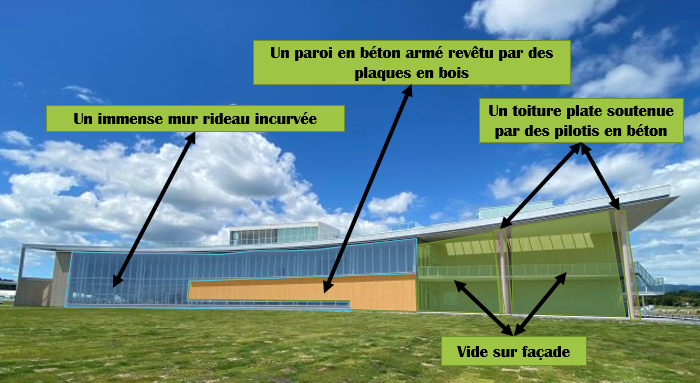 Un paroi en béton armé revêtu par des
plaques en bois
Un immense mur rideau incurvée
Un toiture plate soutenue
par des pilotis en béton
Vide sur façade